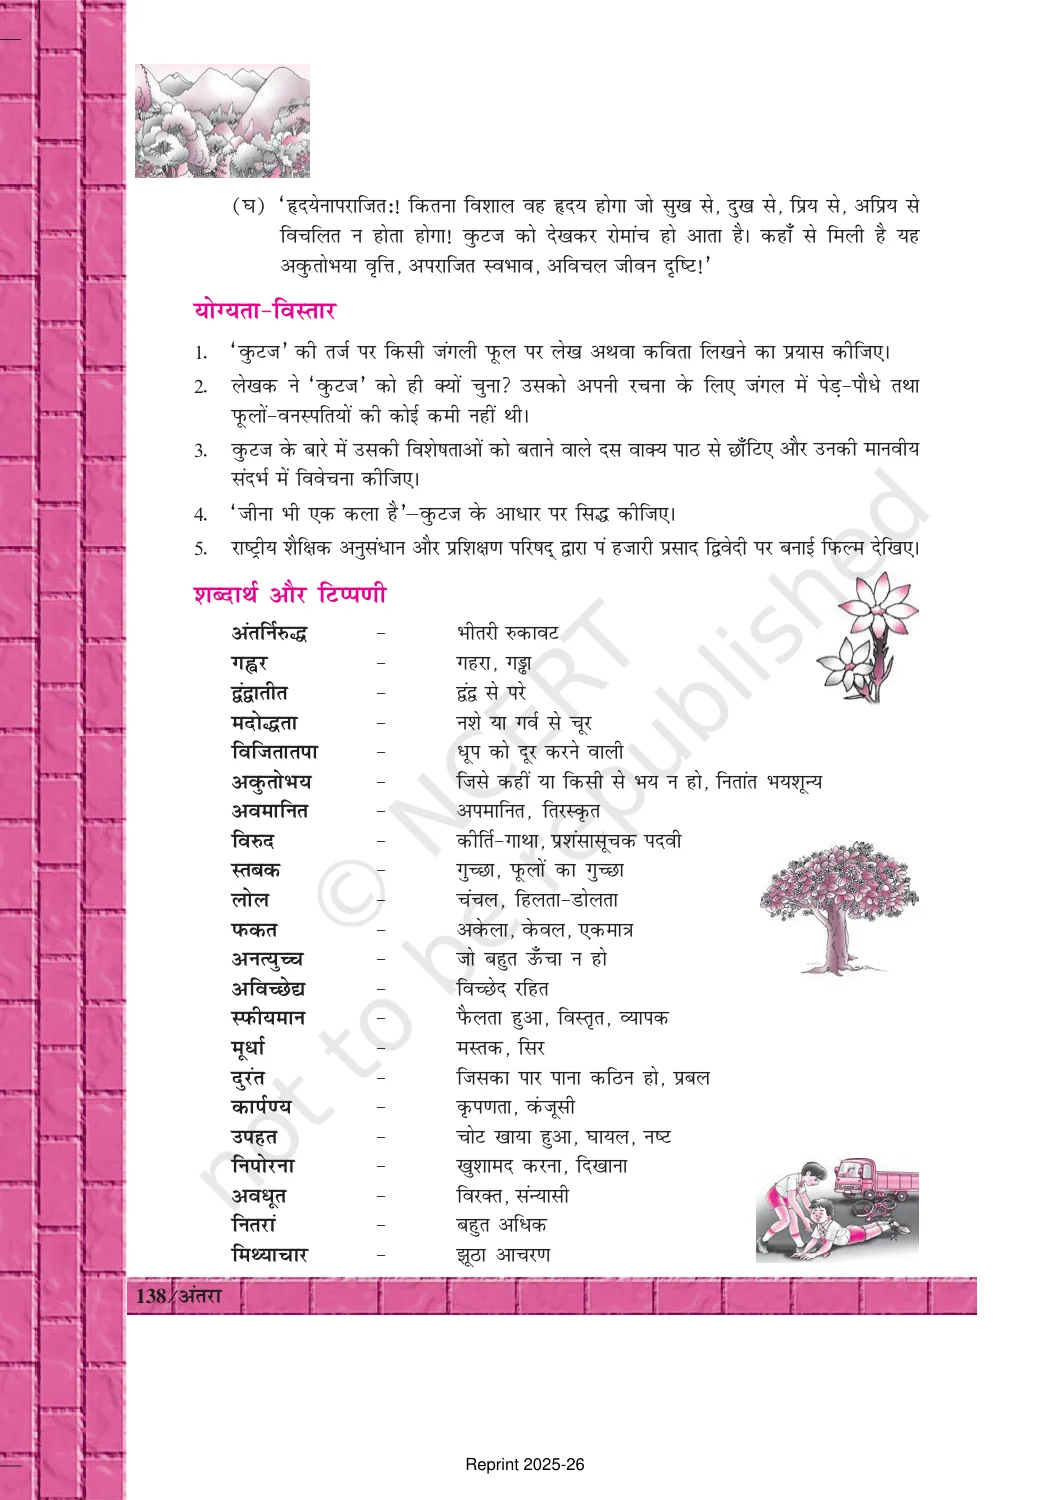 (घ) ‘हृदयेनापराजितः! कितना विशाल वह हृदय होगा जो सुख से, दुख से, प्रिय से, अप्रिय से
विचलित न होता होगा! कुटज को देखकर रोमांच हो आता है। कहाँ से मिली है यह
अकुतोभया वृत्ति, अपराजित स्वभाव, अविचल जीवन दृष्टि!’
योग्यता-विस्तार
1. ‘कुटज’ की तर्ज पर किसी जंगली फूल पर लेख अथवा कविता लिखने का प्रयास कीजिए।
2. लेखक ने ‘कुटज’ को ही क्यों चुना? उसको अपनी रचना के लिए जंगल में पेड़-पौधे तथा
फूलों-वनस्पतियों की कोई कमी नहीं थी।
3. कुटज के बारे में उसकी विशेषताओं को बताने वाले दस वाक्य पाठ से छाँटिए और उनकी मानवीय
संदर्भ में विवेचना कीजिए।
4. ‘जीना भी एक कला है’–कुटज के आधार पर सिद्ध कीजिए।
5. राष्ट्रीय शैक्षिक अनुसंधान और प्रशिक्षण परिषद् द्वारा पं हजारी प्रसाद द्विवेदी पर बनाई फिल्म देखिए।
शब्दार्थ और टिप्पणी
अंतर्निरुद्ध - भीतरी रुकावट
गह्वर - गहरा, गड्ढा
द्वंद्वातीत - द्वंद्व से परे
मदोद्धता - नशे या गर्व से चूर
विजितातपा - धूप को दूर करने वाली
अकुतोभय - जिसे कहीं या किसी से भय न हो, नितांत भयशून्य
अवमानित - अपमानित, तिरस्कृत
विरुद - कीर्ति-गाथा, प्रशंसासूचक पदवी
स्तबक - गुच्छा, फूलों का गुच्छा
लोल - चंचल, हिलता-डोलता
फकत - अकेला, केवल, एकमात्र
अनत्युच्च - जो बहुत ऊँचा न हो
अविच्छेद्य - विच्छेद रहित
स्फीयमान - फैलता हुआ, विस्तृत, व्यापक
मूर्धा - मस्तक, सिर
दुरंत - जिसका पार पाना कठिन हो, प्रबल
कार्पण्य - कृपणता, कंजूसी
उपहत - चोट खाया हुआ, घायल, नष्ट
निपोरना - खुशामद करना, दिखाना
अवधूत - विरक्त, संन्यासी
नितरां - बहुत अधिक
मिथ्याचार - झूठा आचरण
© NCERT
not to be republished
138/अंतरा
Reprint 2025-26